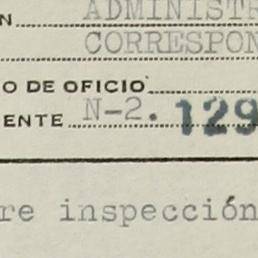 N ADMINISTR
CORRESPON
O DE OFICIO
ENTE N-2. 129
re inspección